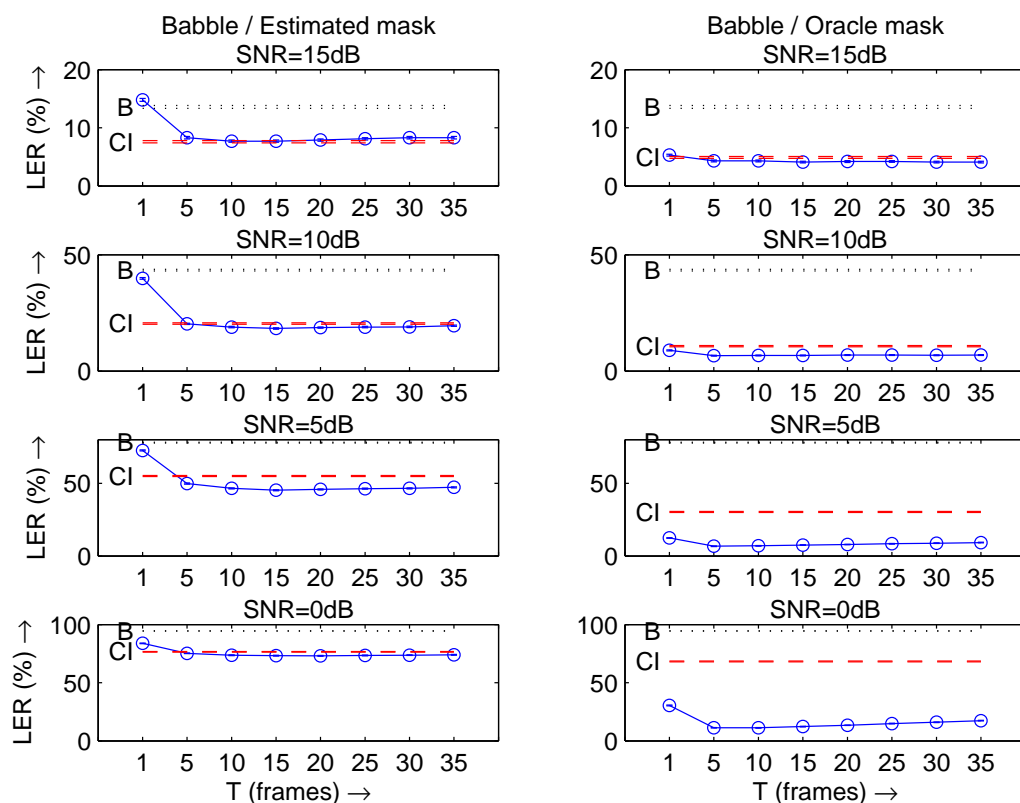 Babble / Estimated mask
SNR=15dB
LER (%) →
20
10
0
B
CI
1 5 10 15 20 25 30 35
SNR=10dB
LER (%) →
50
0
B
CI
1 5 10 15 20 25 30 35
SNR=5dB
LER (%) →
50
0
B
CI
1 5 10 15 20 25 30 35
SNR=0dB
LER (%) →
100
50
0
B
CI
1 5 10 15 20 25 30 35
T (frames) →
Babble / Oracle mask
SNR=15dB
20
10
0
B
CI
1 5 10 15 20 25 30 35
SNR=10dB
50
0
B
CI
1 5 10 15 20 25 30 35
SNR=5dB
50
0
B
CI
1 5 10 15 20 25 30 35
SNR=0dB
100
50
0
B
CI
1 5 10 15 20 25 30 35
T (frames) →